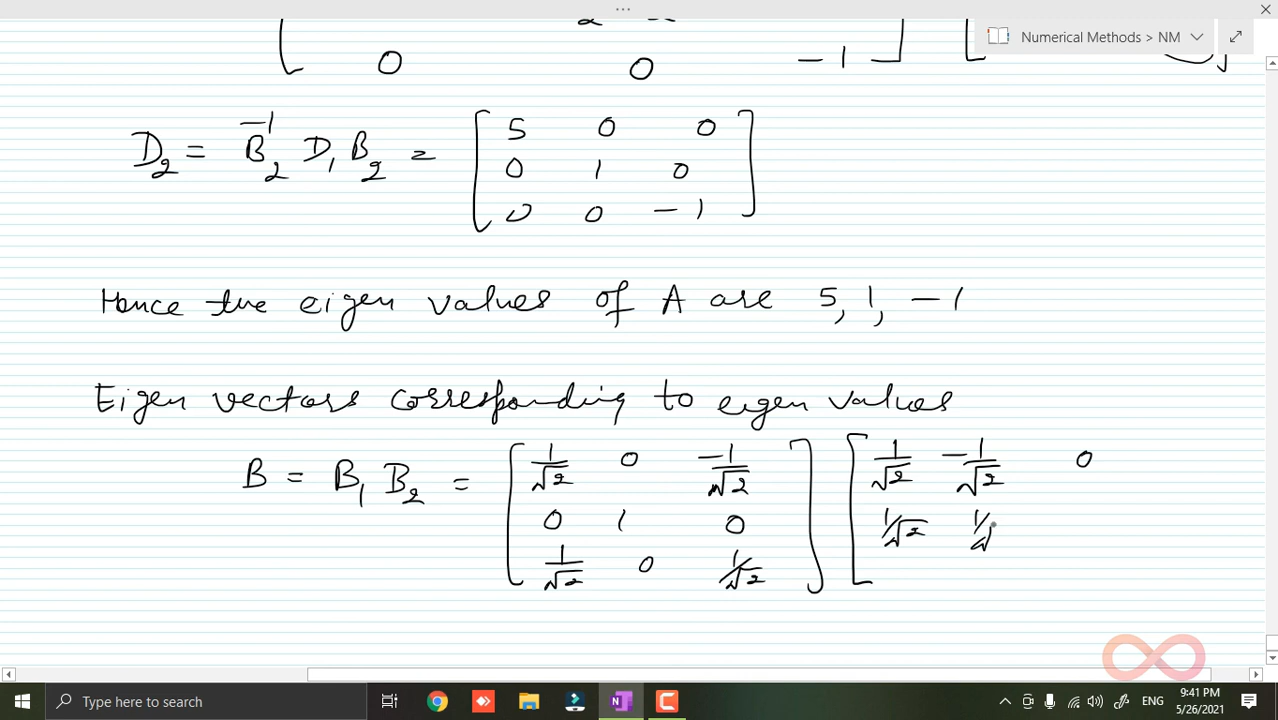 Numerical Methods > NM
2
0 0 -1
D₂ = B₂⁻¹ D₁ B₂ = [5 0 0
0 1 0
0 0 -1]
Hence the eigen values of A are 5, 1, -1
Eigen vectors corresponding to eigen values
B = B₁ B₂ = [1/√2 0 -1/√2 [1/√2 -1/√2 0
0 1 0 1/√2 1/√
1/√2 0 1/√2]
Type here to search
ENG
9:41 PM
5/26/2021